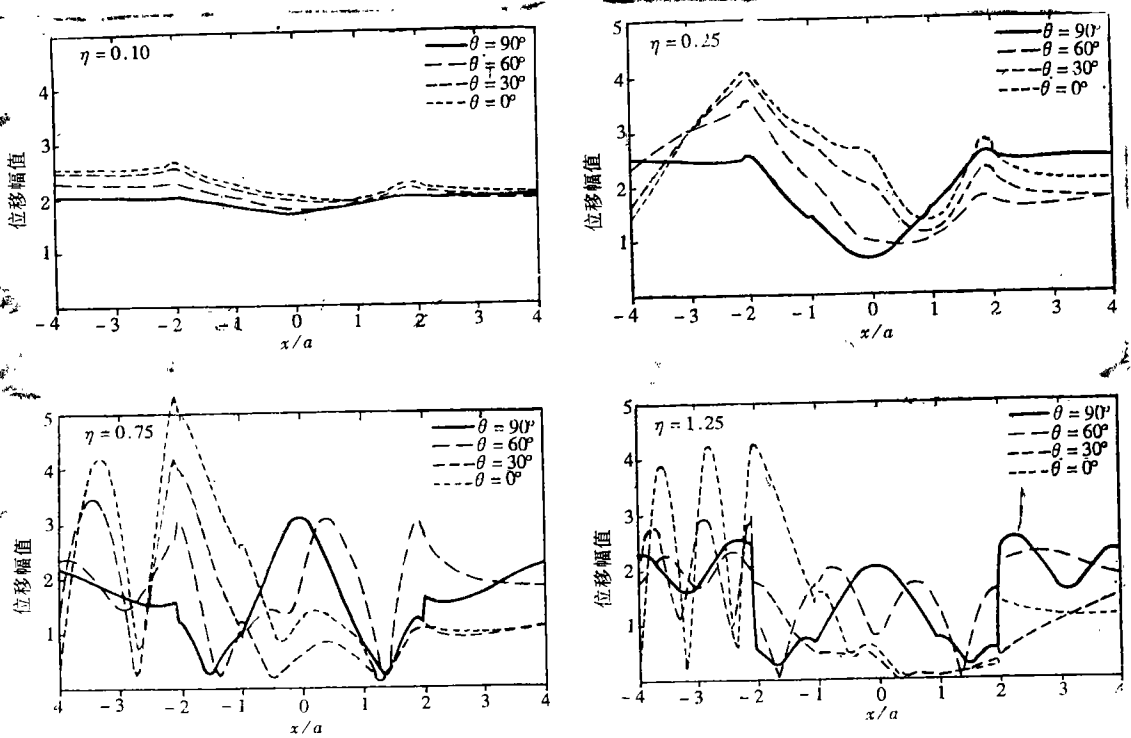 η = 0.10
θ = 90°
θ = 60°
θ = 30°
θ = 0°
4
3
2
1
位移幅值
-4 -3 -2 -1 0 1 2 3 4
x/a
η = 0.25
θ = 90°
θ = 60°
θ = 30°
θ = 0°
5
4
3
2
1
位移幅值
-4 -3 -2 -1 0 1 2 3 4
x/a
η = 0.75
θ = 90°
θ = 60°
θ = 30°
θ = 0°
5
4
3
2
1
位移幅值
4 -3 -2 -1 0 1 2 3 4
x/a
η = 1.25
θ = 90°
θ = 60°
θ = 30°
θ = 0°
5
4
3
2
1
位移幅值
-4 -3 -2 -1 0 1 2 3 4
x/a